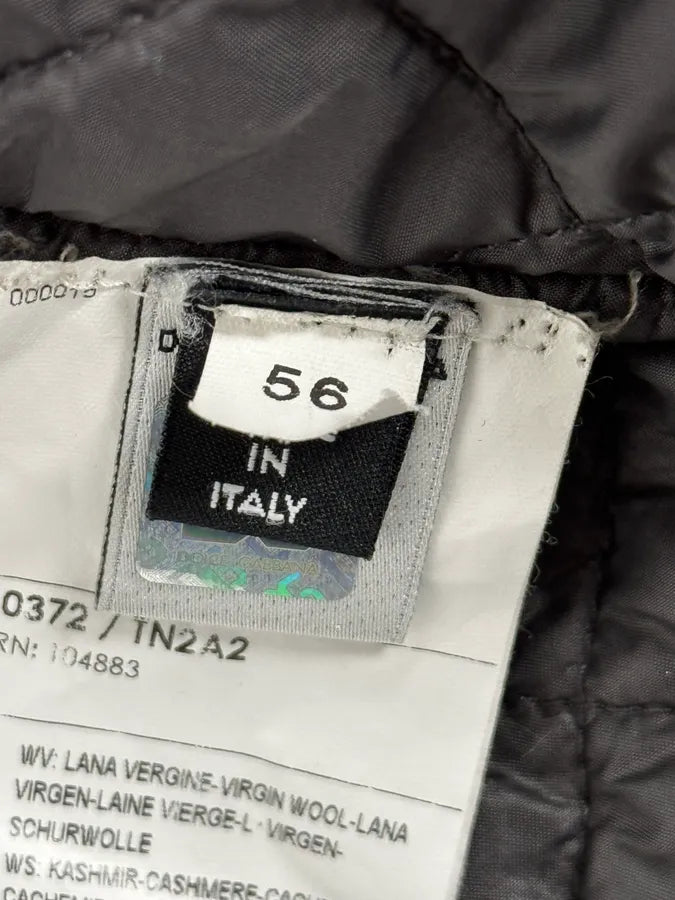 000015
D
56
IN
ITALY
DOLCE&GABBANA
0372 / TN2A2
RN: 104883
WV: LANA VERGINE-VIRGIN WOOL-LANA
VIRGEN-LAINE VIERGE-L VIRGEN-
SCHURWOLLE
WS: KASHMIR-CASHMERE-CACH